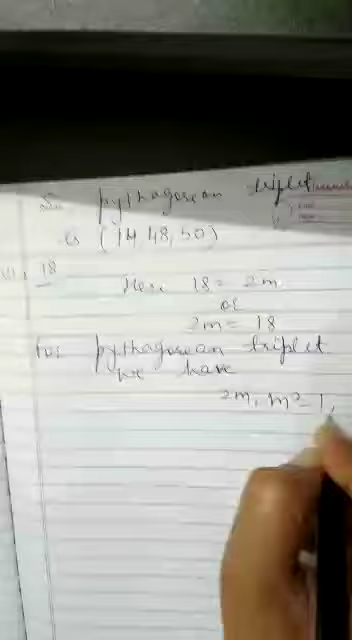 So pythagorean triplet
is (14, 48, 50)
18
Here 18 = 2m
or
2m = 18
For pythagorean triplet
we have
2m, m² - 1,